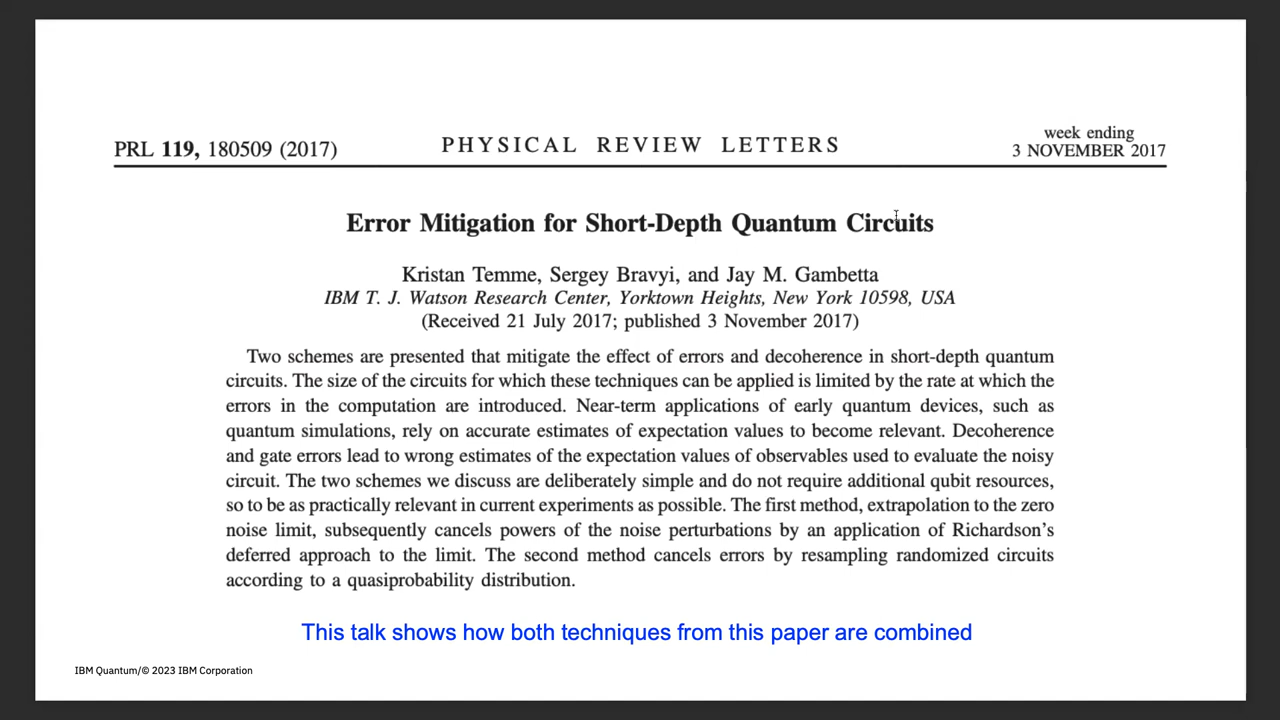 PRL 119, 180509 (2017)
PHYSICAL REVIEW LETTERS
week ending
3 NOVEMBER 2017
Error Mitigation for Short-Depth Quantum Circuits
Kristan Temme, Sergey Bravyi, and Jay M. Gambetta
IBM T. J. Watson Research Center, Yorktown Heights, New York 10598, USA
(Received 21 July 2017; published 3 November 2017)
Two schemes are presented that mitigate the effect of errors and decoherence in short-depth quantum
circuits. The size of the circuits for which these techniques can be applied is limited by the rate at which the
errors in the computation are introduced. Near-term applications of early quantum devices, such as
quantum simulations, rely on accurate estimates of expectation values to become relevant. Decoherence
and gate errors lead to wrong estimates of the expectation values of observables used to evaluate the noisy
circuit. The two schemes we discuss are deliberately simple and do not require additional qubit resources,
so to be as practically relevant in current experiments as possible. The first method, extrapolation to the zero
noise limit, subsequently cancels powers of the noise perturbations by an application of Richardson's
deferred approach to the limit. The second method cancels errors by resampling randomized circuits
according to a quasiprobability distribution.
This talk shows how both techniques from this paper are combined
IBM Quantum/© 2023 IBM Corporation